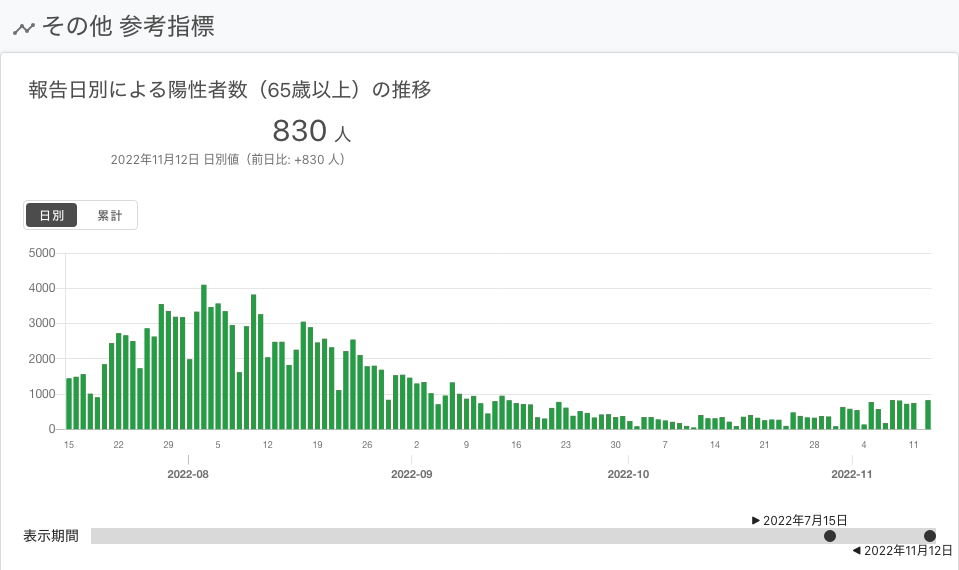 その他 参考指標
報告日別による陽性者数（65歳以上）の推移
830 人
2022年11月12日 日別値（前日比: +830 人）
日別 累計
5000
4000
3000
2000
1000
0
15 22 29 5 12 19 26 2 9 16 23 30 7 14 21 28 4 11
2022-08 2022-09 2022-10 2022-11
▶ 2022年7月15日
表示期間
◀ 2022年11月12日